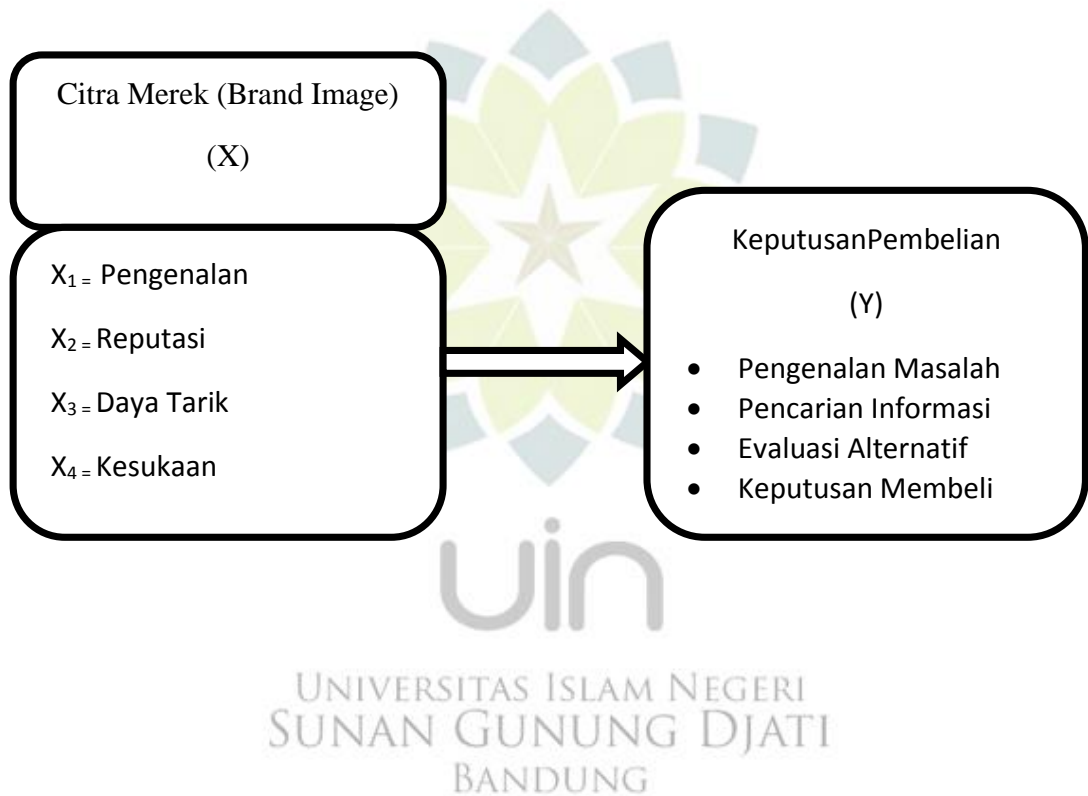 Citra Merek (Brand Image)
(X)
X₁ = Pengenalan
X₂ = Reputasi
X₃ = Daya Tarik
X₄ = Kesukaan
KeputusanPembelian
(Y)
• Pengenalan Masalah
• Pencarian Informasi
• Evaluasi Alternatif
• Keputusan Membeli
uin
UNIVERSITAS ISLAM NEGERI
SUNAN GUNUNG DJATI
BANDUNG